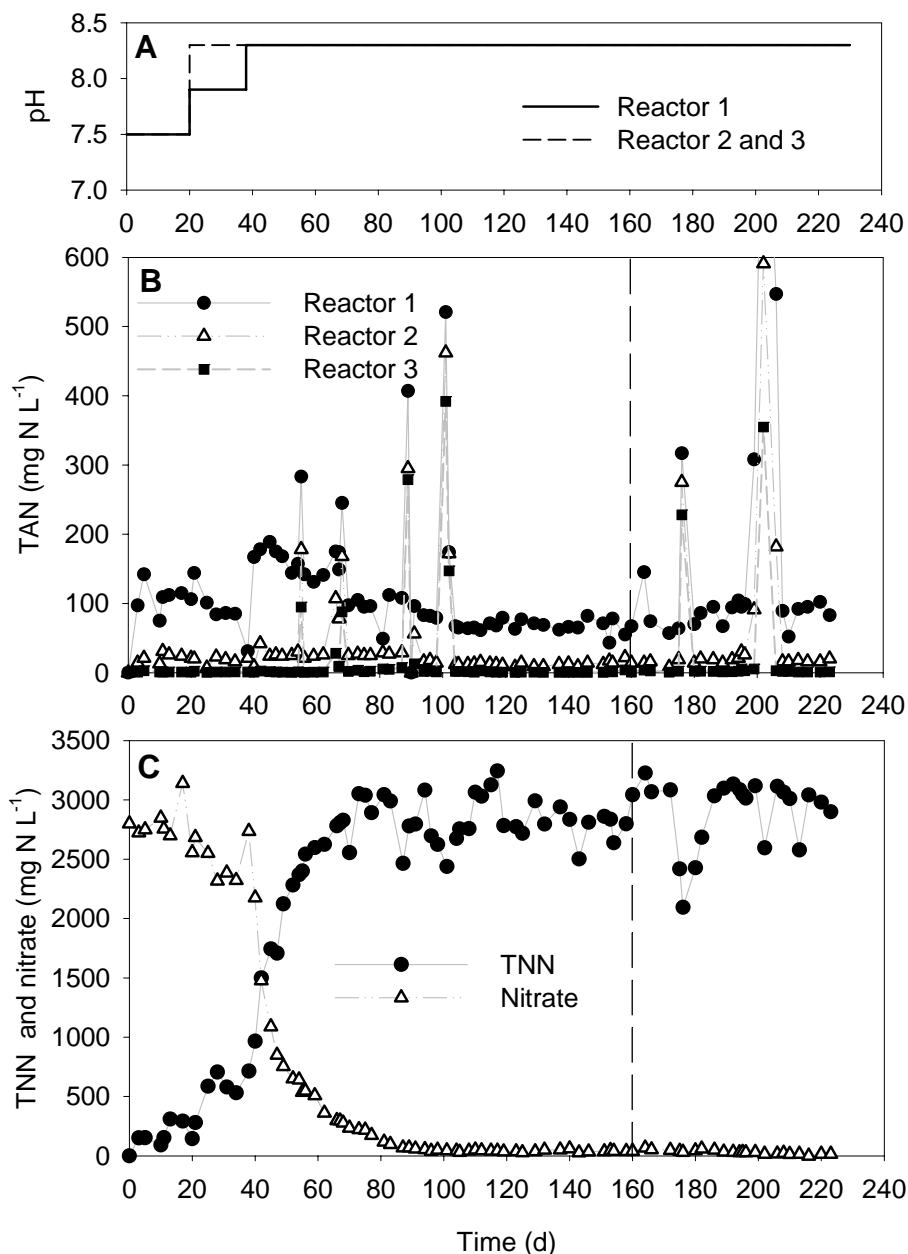 8.5
A
8.0
pH
7.5
7.0
Reactor 1
Reactor 2 and 3
0 20 40 60 80 100 120 140 160 180 200 220 240
600
B
500
400
300
200
100
0
TAN (mg N L-1)
Reactor 1
Reactor 2
Reactor 3
0 20 40 60 80 100 120 140 160 180 200 220 240
3500
C
3000
2500
2000
1500
1000
500
0
TNN and nitrate (mg N L-1)
TNN
Nitrate
0 20 40 60 80 100 120 140 160 180 200 220 240
Time (d)